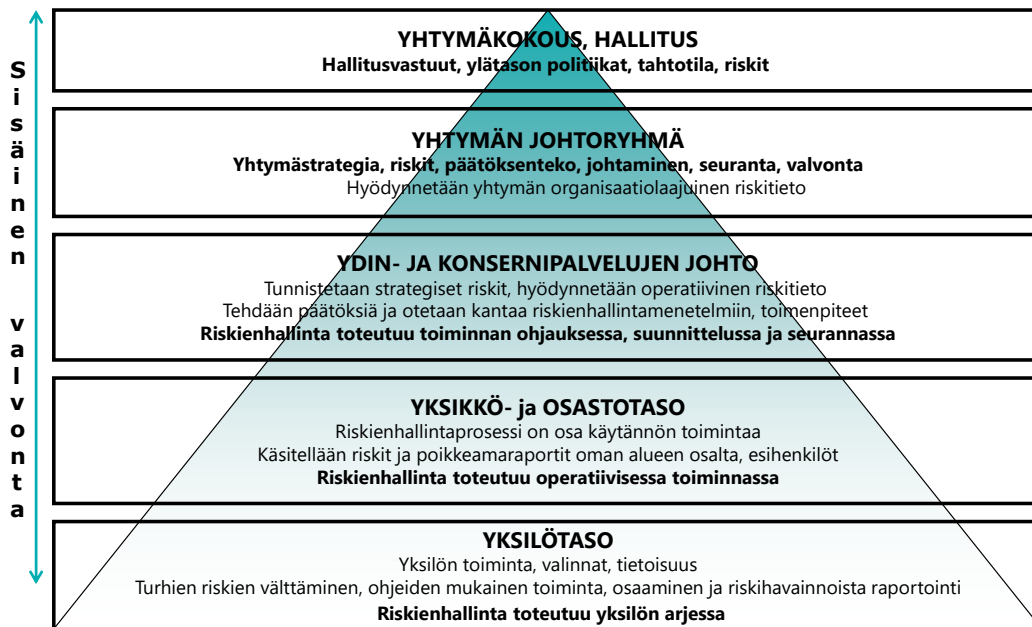 Sisäinen valvonta
YHTYMÄKOKOUS, HALLITUS
Hallitusvastuut, ylätason politiikat, tahtotila, riskit
YHTYMÄN JOHTORYHMÄ
Yhtymästrategia, riskit, päätöksenteko, johtaminen, seuranta, valvonta
Hyödynnetään yhtymän organisaatiolaajuinen riskitieto
YDIN- JA KONSERNIPALVELUJEN JOHTO
Tunnistetaan strategiset riskit, hyödynnetään operatiivinen riskitieto
Tehdään päätöksiä ja otetaan kantaa riskienhallintamenetelmiin, toimenpiteet
Riskienhallinta toteutuu toiminnan ohjauksessa, suunnittelussa ja seurannassa
YKSIKKÖ- ja OSASTOTASO
Riskienhallintaprosessi on osa käytännön toimintaa
Käsitellään riskit ja poikkeamaraportit oman alueen osalta, esihenkilöt
Riskienhallinta toteutuu operatiivisessa toiminnassa
YKSILÖTASO
Yksilön toiminta, valinnat, tietoisuus
Turhien riskien välttäminen, ohjeiden mukainen toiminta, osaaminen ja riskihavainnoista raportointi
Riskienhallinta toteutuu yksilön arjessa